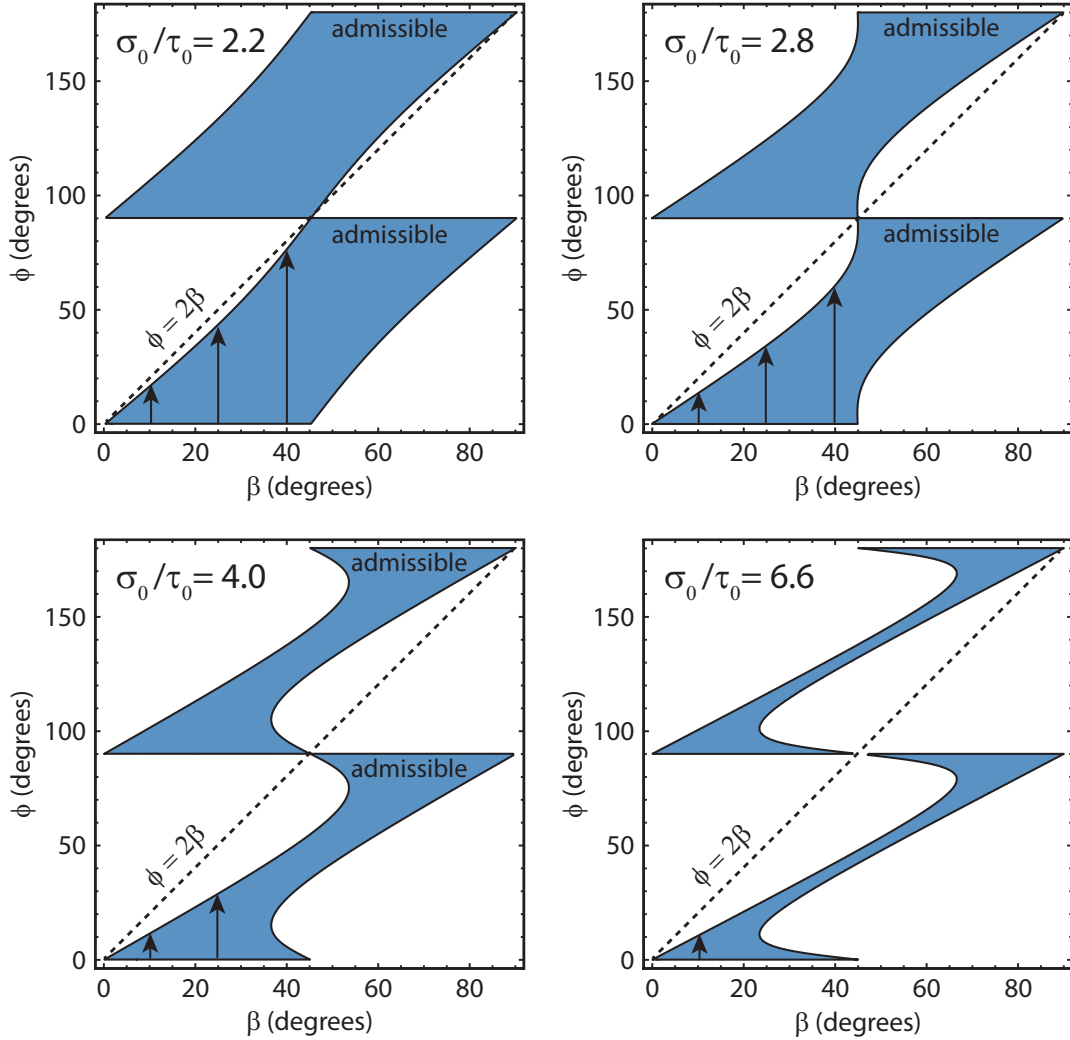 σ₀/τ₀= 2.2
admissible
admissible
φ = 2β
150
100
50
0
φ (degrees)
0 20 40 60 80
β (degrees)
σ₀/τ₀= 2.8
admissible
admissible
φ = 2β
150
100
50
0
φ (degrees)
0 20 40 60 80
β (degrees)
σ₀/τ₀= 4.0
admissible
admissible
φ = 2β
150
100
50
0
φ (degrees)
0 20 40 60 80
β (degrees)
σ₀/τ₀= 6.6
φ = 2β
150
100
50
0
φ (degrees)
0 20 40 60 80
β (degrees)